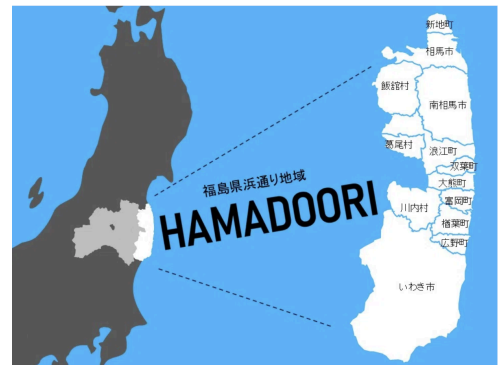 新地町
相馬市
飯舘村
南相馬市
葛尾村
浪江町
双葉町
大熊町
福島県浜通り地域
HAMADOORI
川内村
富岡町
楢葉町
広野町
いわき市